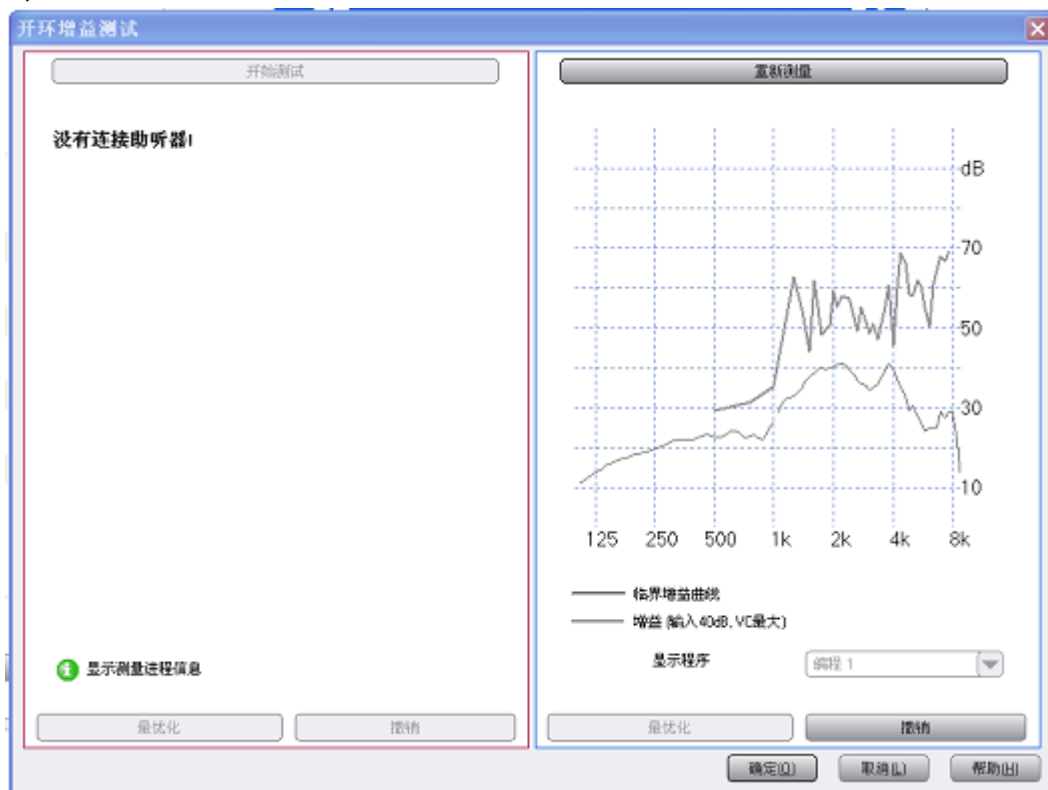 开环增益测试
开始测试
没有连接助听器!
显示测量进程信息
最优化
撤销
重新测量
dB
70
50
30
10
125 250 500 1k 2k 4k 8k
临界增益曲线
增益 (输入40dB, VC最大)
显示程序
编程 1
最优化
撤销
确定(O)
取消(L)
帮助(H)